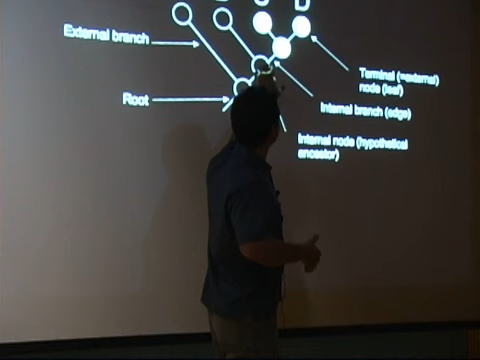 D
External branch
Terminal (=external)
node (leaf)
Root
Internal branch (edge)
Internal node (hypothetical
ancestor)